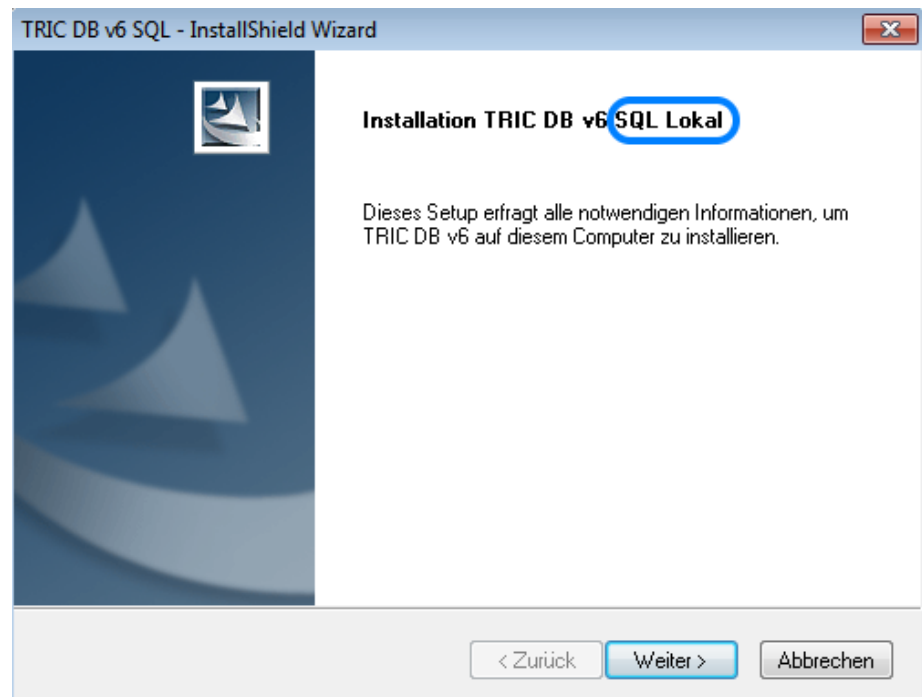 TRIC DB v6 SQL - InstallShield Wizard
Installation TRIC DB v6 SQL Lokal
Dieses Setup erfragt alle notwendigen Informationen, um
TRIC DB v6 auf diesem Computer zu installieren.
< Zurück Weiter > Abbrechen